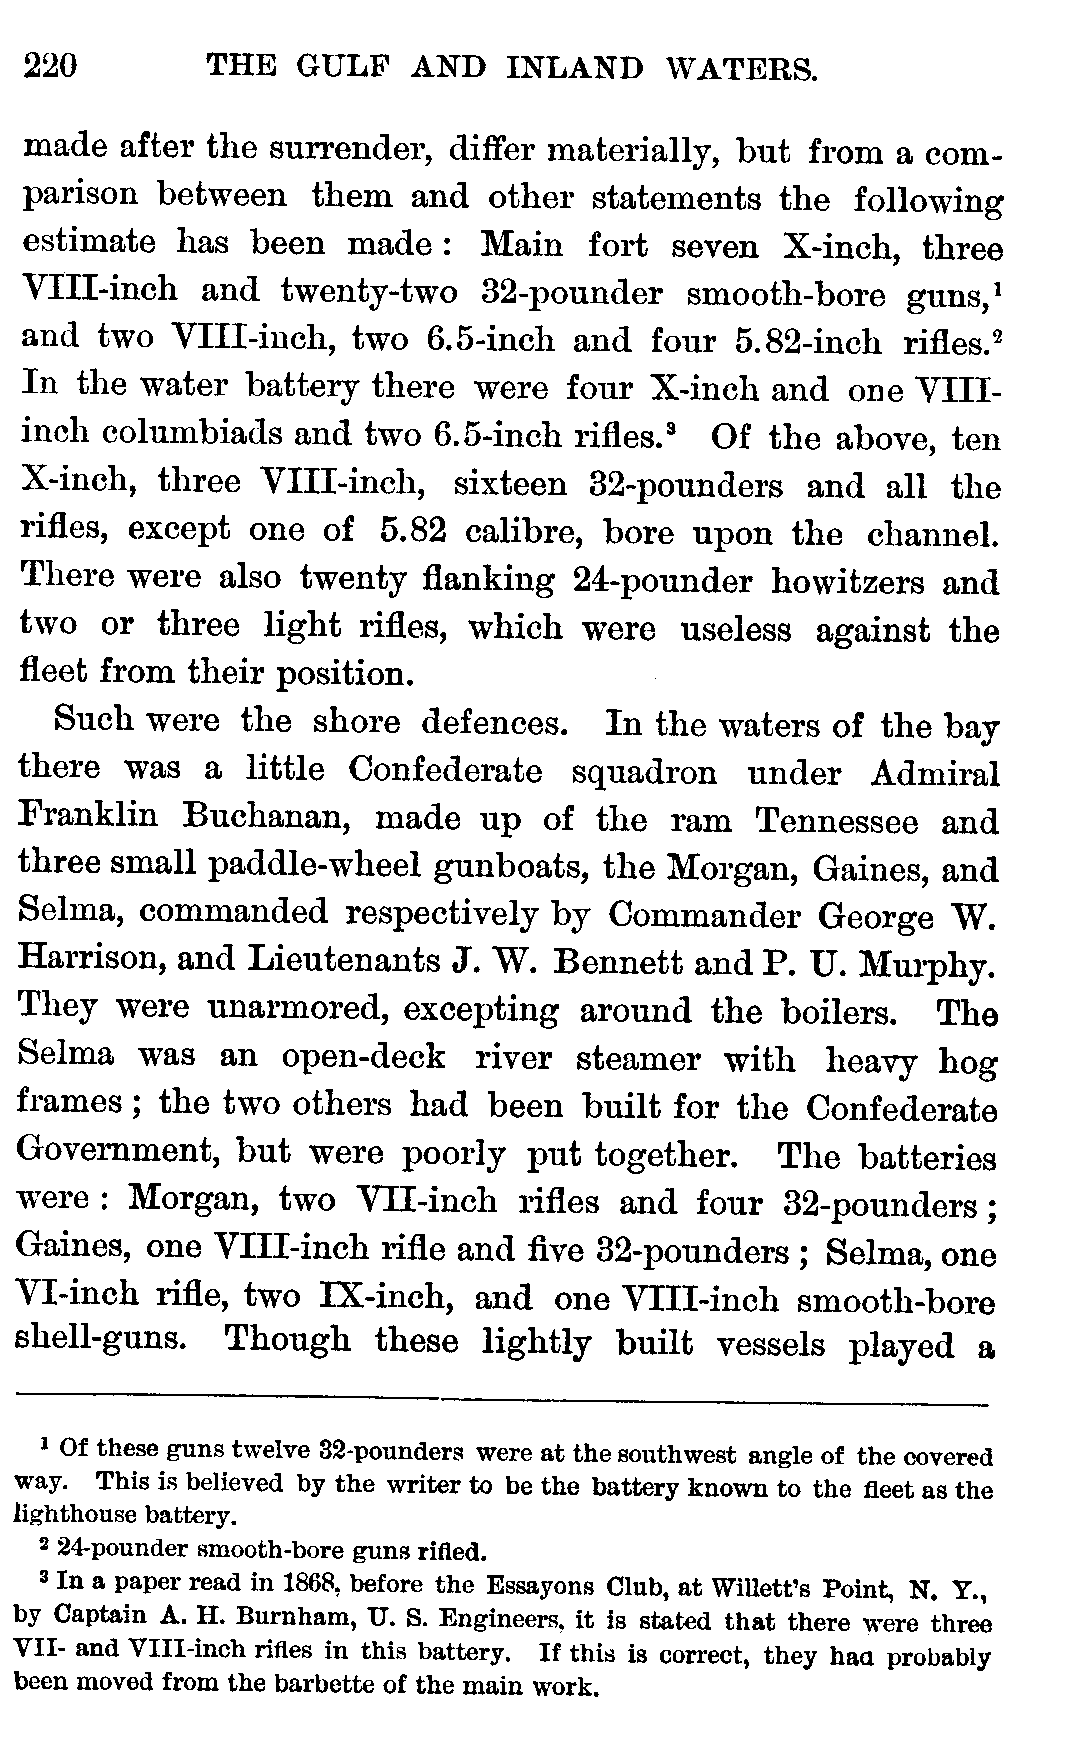 220 THE GULF AND INLAND WATERS.
made after the surrender, differ materially, but from a com-
parison between them and other statements the following
estimate has been made : Main fort seven X-inch, three
VIII-inch and twenty-two 32-pounder smooth-bore guns,¹
and two VIII-inch, two 6.5-inch and four 5.82-inch rifles.²
In the water battery there were four X-inch and one VIII-
inch columbiads and two 6.5-inch rifles.³ Of the above, ten
X-inch, three VIII-inch, sixteen 32-pounders and all the
rifles, except one of 5.82 calibre, bore upon the channel.
There were also twenty flanking 24-pounder howitzers and
two or three light rifles, which were useless against the
fleet from their position.
Such were the shore defences. In the waters of the bay
there was a little Confederate squadron under Admiral
Franklin Buchanan, made up of the ram Tennessee and
three small paddle-wheel gunboats, the Morgan, Gaines, and
Selma, commanded respectively by Commander George W.
Harrison, and Lieutenants J. W. Bennett and P. U. Murphy.
They were unarmored, excepting around the boilers. The
Selma was an open-deck river steamer with heavy hog
frames ; the two others had been built for the Confederate
Government, but were poorly put together. The batteries
were : Morgan, two VII-inch rifles and four 32-pounders ;
Gaines, one VIII-inch rifle and five 32-pounders ; Selma, one
VI-inch rifle, two IX-inch, and one VIII-inch smooth-bore
shell-guns. Though these lightly built vessels played a
¹ Of these guns twelve 32-pounders were at the southwest angle of the covered
way. This is believed by the writer to be the battery known to the fleet as the
lighthouse battery.
² 24-pounder smooth-bore guns rifled.
³ In a paper read in 1868, before the Essayons Club, at Willett's Point, N. Y.,
by Captain A. H. Burnham, U. S. Engineers, it is stated that there were three
VII- and VIII-inch rifles in this battery. If this is correct, they had probably
been moved from the barbette of the main work.